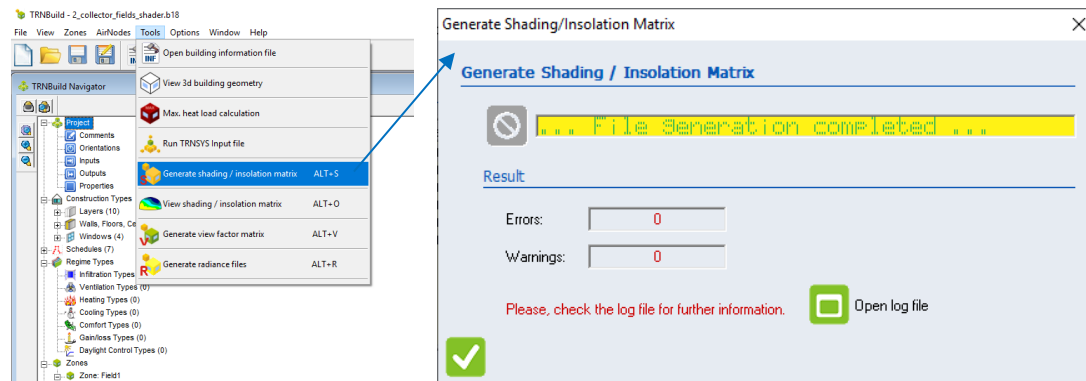 TRNBuild - 2_collector_fields_shader.b18
File View Zones AirNodes Tools Options Window Help
INF Open building information file
View 3d building geometry
Max. heat load calculation
Run TRNSYS Input file
Generate shading / insolation matrix ALT+S
View shading / insolation matrix ALT+O
V Generate view factor matrix ALT+V
R Generate radiance files ALT+R
TRNBuild Navigator
Project
Comments
Orientations
Inputs
Outputs
Properties
Construction Types
Layers (10)
Walls, Floors, Ce
Windows (4)
Schedules (7)
Regime Types
Infiltration Types
Ventilation Types (0)
Heating Types (0)
Cooling Types (0)
Comfort Types (0)
Gain/loss Types (0)
Daylight Control Types (0)
Zones
Zone: Field1
Generate Shading/Insolation Matrix
Generate Shading / Insolation Matrix
... File Generation completed ...
Result
Errors: 0
Warnings: 0
Please, check the log file for further information.
Open log file